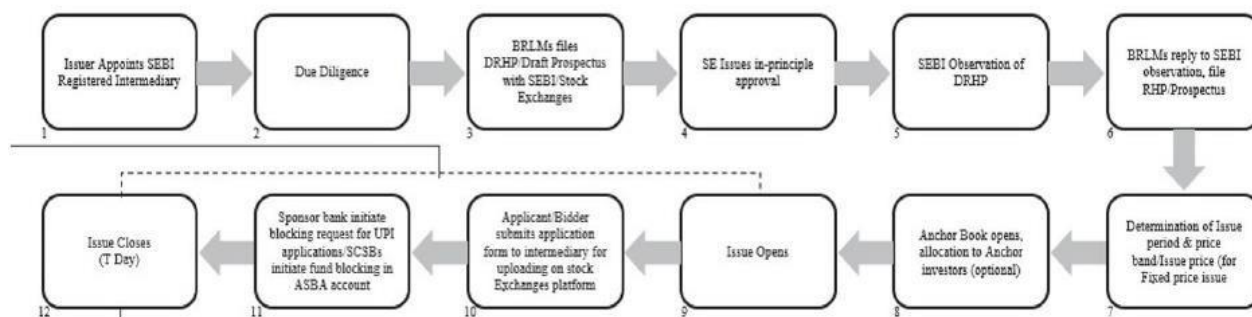 Issuer Appoints SEBI
Registered Intermediary
1
Due Diligence
2
BRLMs files
DRHP/Draft Prospectus
with SEBI/Stock
Exchanges
3
SE Issues in-principle
approval
4
SEBI Observation of
DRHP
5
BRLMs reply to SEBI
observation, file
RHP/Prospectus
6
Determination of Issue
period & price
band/Issue price (for
Fixed price issue
7
Anchor Book opens,
allocation to Anchor
investors (optional)
8
Issue Opens
9
Applicant/Bidder
submits application
form to intermediary for
uploading on stock
Exchanges platform
10
Sponsor bank initiate
blocking request for UPI
applications/SCSBs
initiate fund blocking in
ASBA account
11
Issue Closes
(T Day)
12